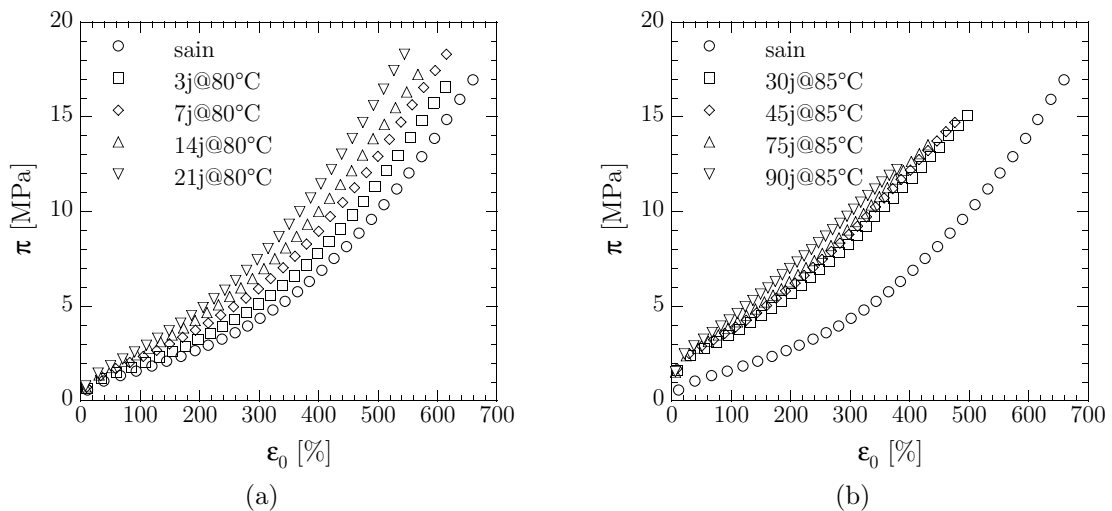 20
15
10
5
0
π [MPa]
sain
3j@80°C
7j@80°C
14j@80°C
21j@80°C
0 100 200 300 400 500 600 700
ε₀ [%]
(a)
20
15
10
5
0
π [MPa]
sain
30j@85°C
45j@85°C
75j@85°C
90j@85°C
0 100 200 300 400 500 600 700
ε₀ [%]
(b)